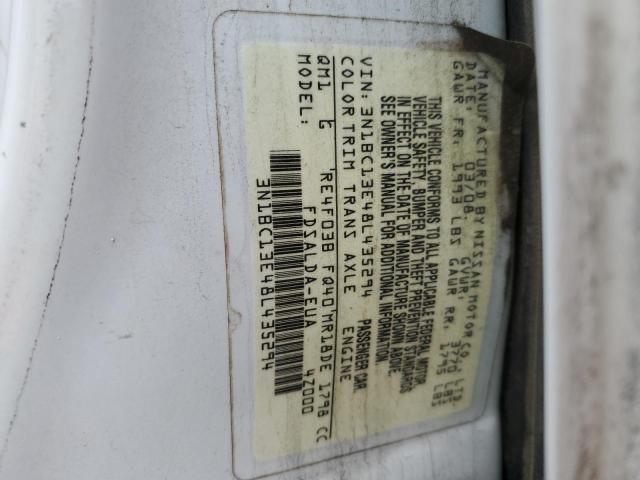 MANUFACTURED BY NISSAN MOTOR CO., LTD.
DATE: 03/08 GVWR: 3770 LBS
GAWR FR: 1993 LBS GAWR RR: 1795 LBS
THIS VEHICLE CONFORMS TO ALL APPLICABLE FEDERAL MOTOR
VEHICLE SAFETY, BUMPER AND THEFT PREVENTION STANDARDS
IN EFFECT ON THE DATE OF MANUFACTURE SHOWN ABOVE.
SEE OWNER'S MANUAL FOR ADDITIONAL INFORMATION.
VIN: 3N1BC13E48L435294 PASSENGER CAR
COLOR TRIM TRANS AXLE ENGINE
QM1 G RE4F03B FQ40 MR18DE 1798 CC
MODEL: FDSALDA-EUA 4Z000
3N1BC13E48L435294